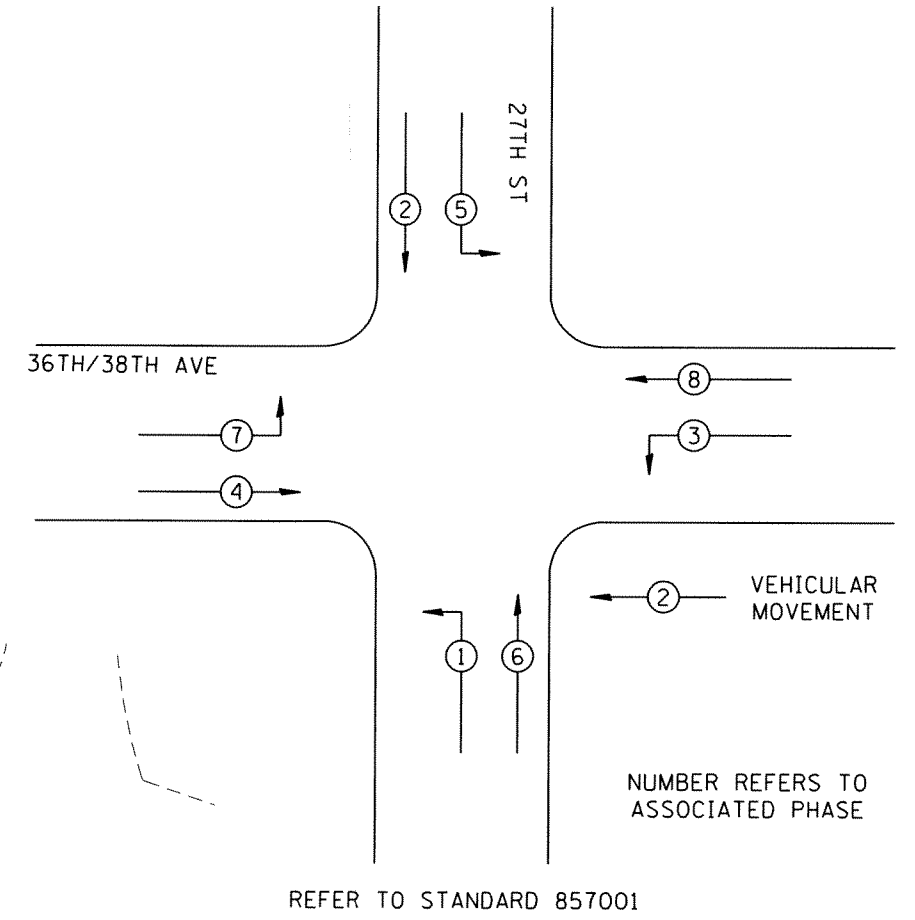 27TH ST
2
5
36TH/38TH AVE
8
7
3
4
2
VEHICULAR
MOVEMENT
1
6
NUMBER REFERS TO
ASSOCIATED PHASE
REFER TO STANDARD 857001